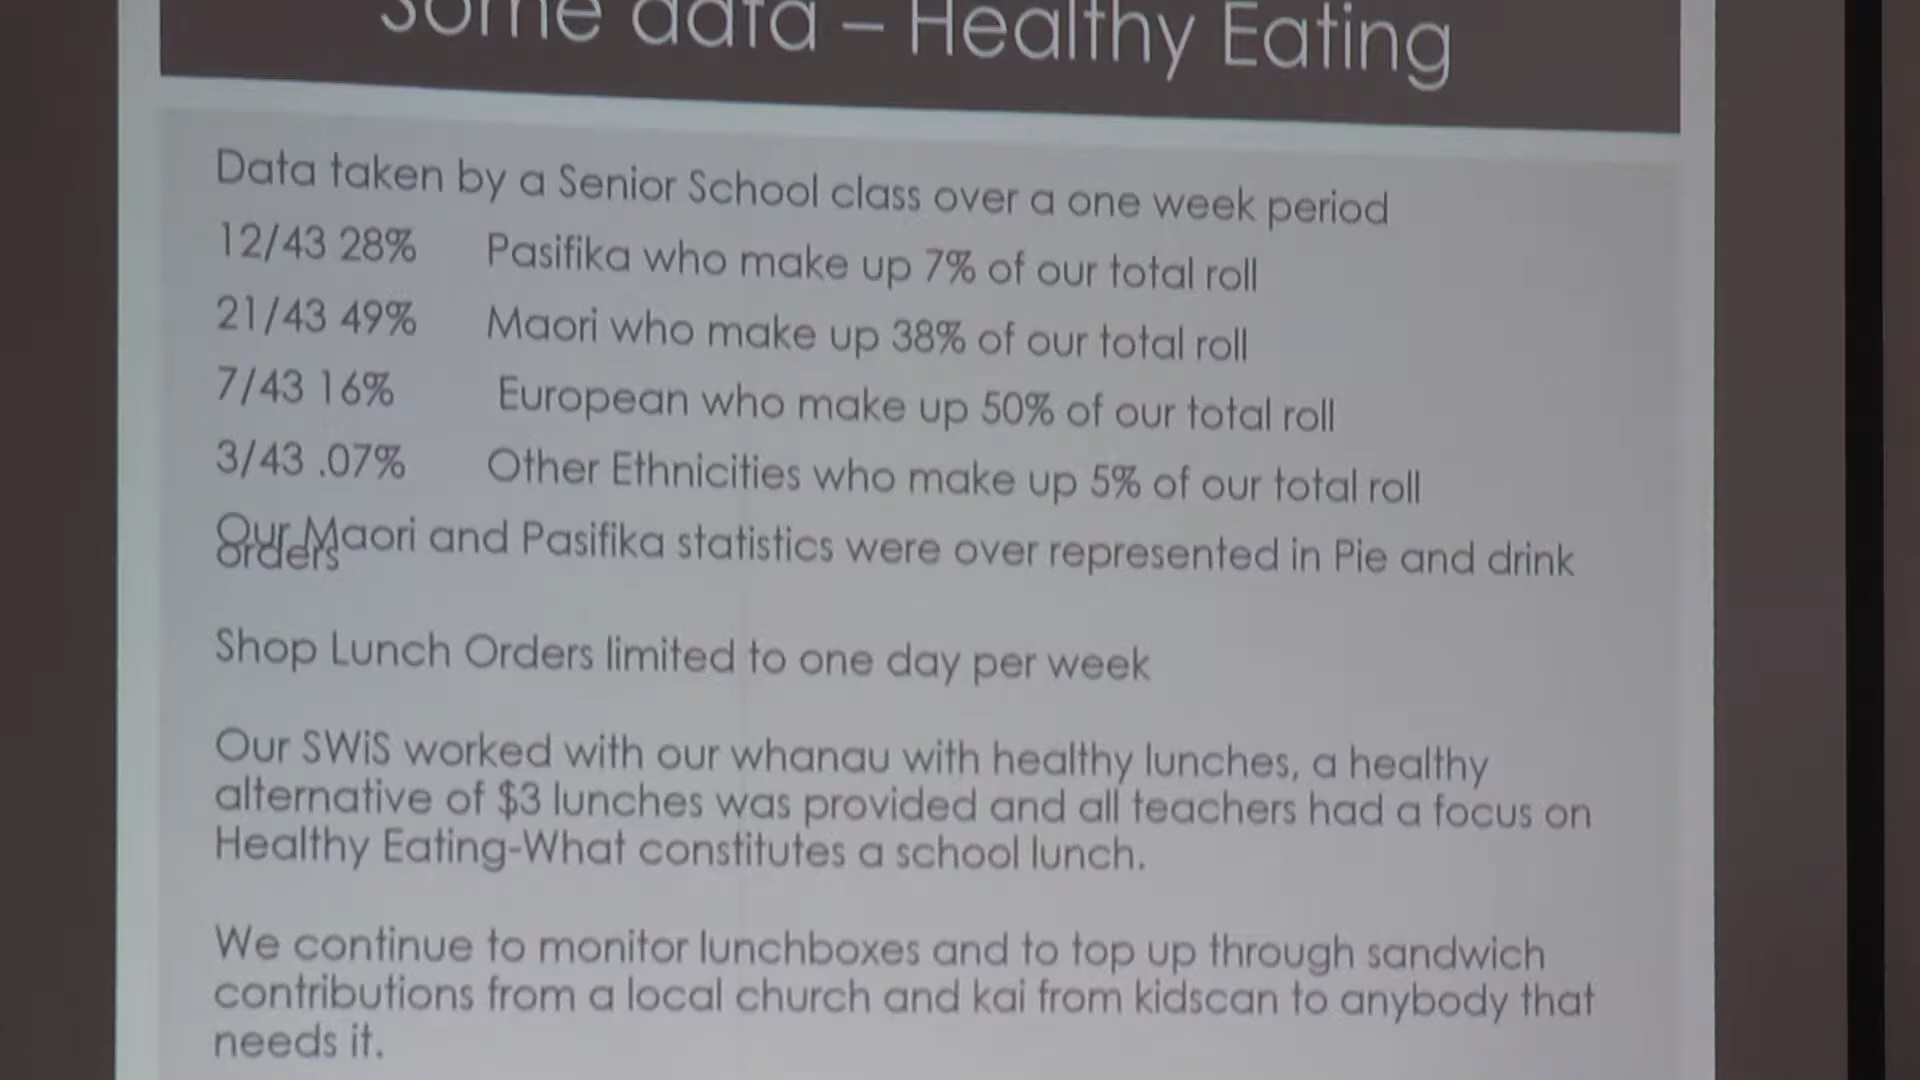 Some data – Healthy Eating
Data taken by a Senior School class over a one week period
12/43 28% Pasifika who make up 7% of our total roll
21/43 49% Maori who make up 38% of our total roll
7/43 16% European who make up 50% of our total roll
3/43 .07% Other Ethnicities who make up 5% of our total roll
Our Maori and Pasifika statistics were over represented in Pie and drink
orders
Shop Lunch Orders limited to one day per week
Our SWiS worked with our whanau with healthy lunches, a healthy
alternative of $3 lunches was provided and all teachers had a focus on
Healthy Eating-What constitutes a school lunch.
We continue to monitor lunchboxes and to top up through sandwich
contributions from a local church and kai from kidscan to anybody that
needs it.